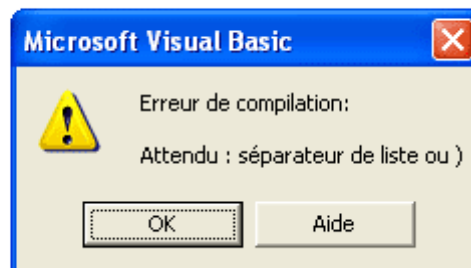 Microsoft Visual Basic
Erreur de compilation:
Attendu : séparateur de liste ou )
OK
Aide